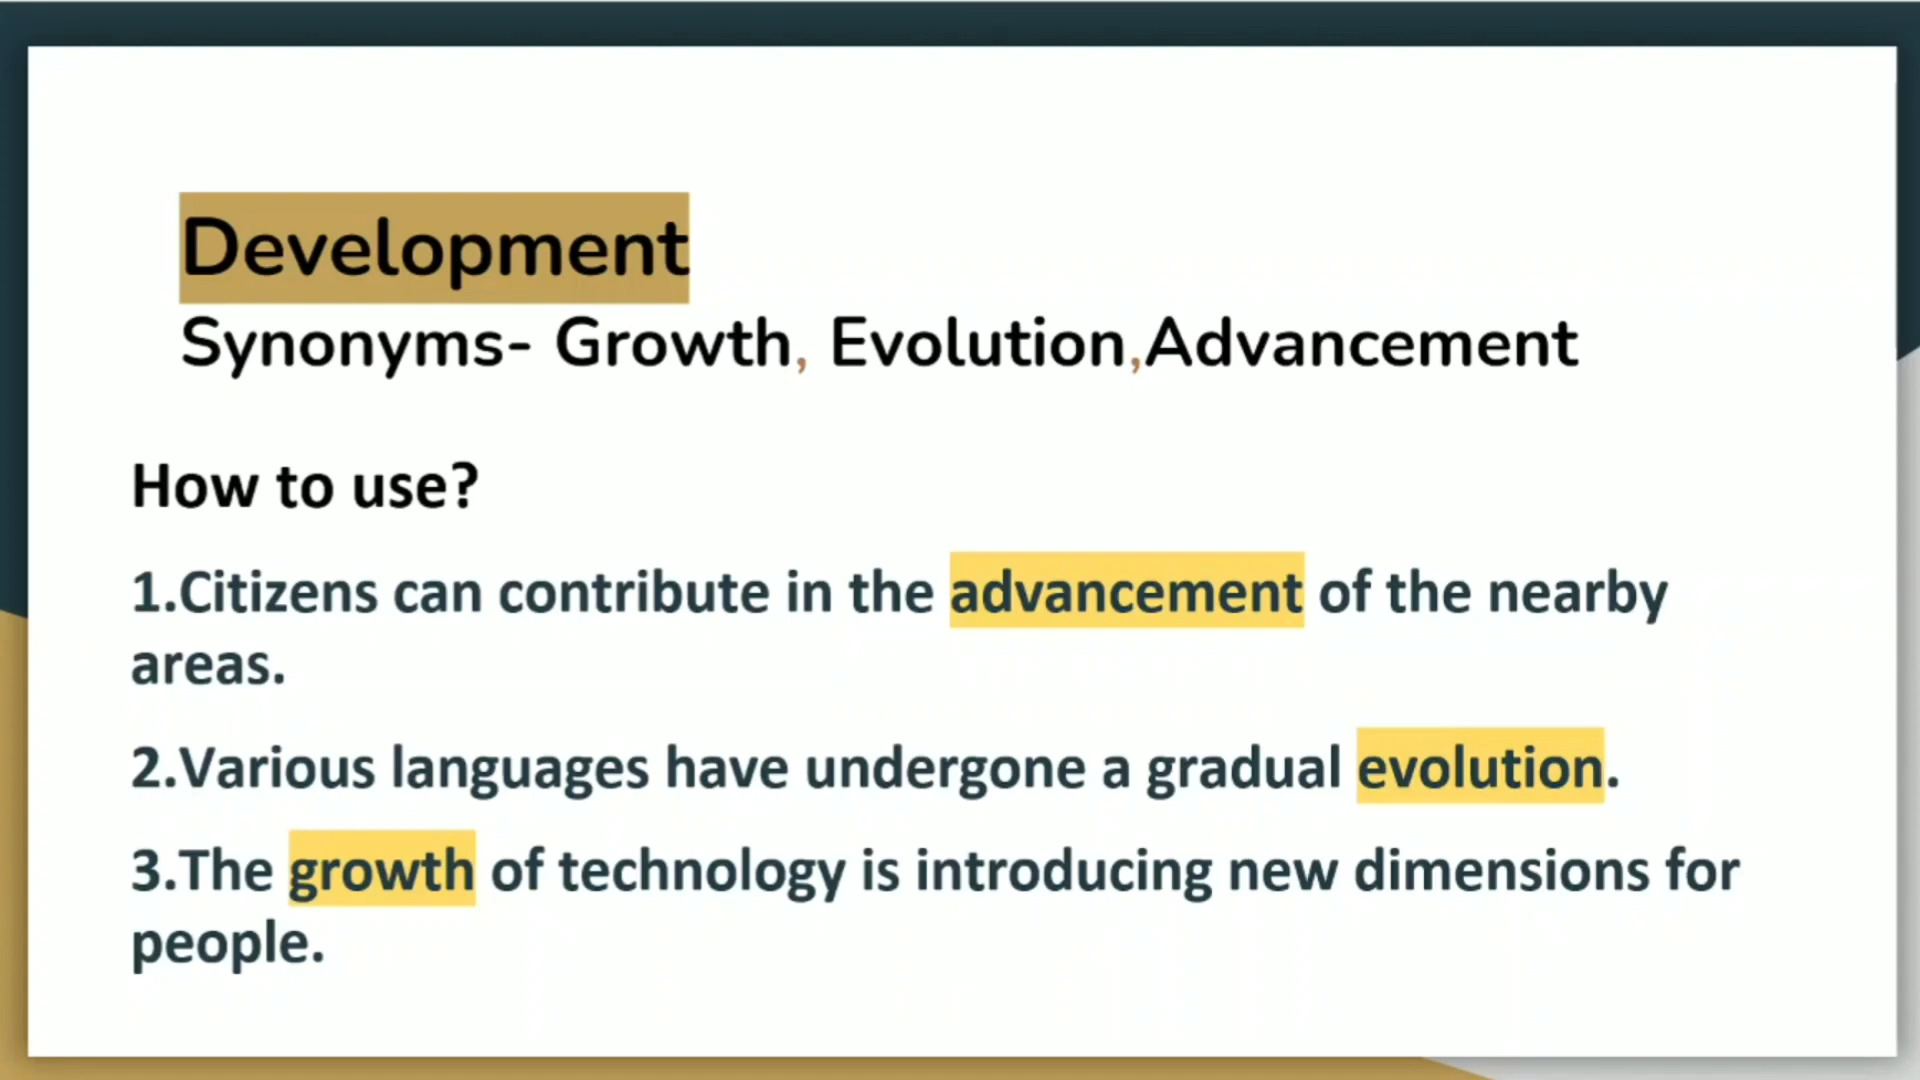 Development
Synonyms- Growth, Evolution,Advancement
How to use?
1.Citizens can contribute in the advancement of the nearby
areas.
2.Various languages have undergone a gradual evolution.
3.The growth of technology is introducing new dimensions for
people.